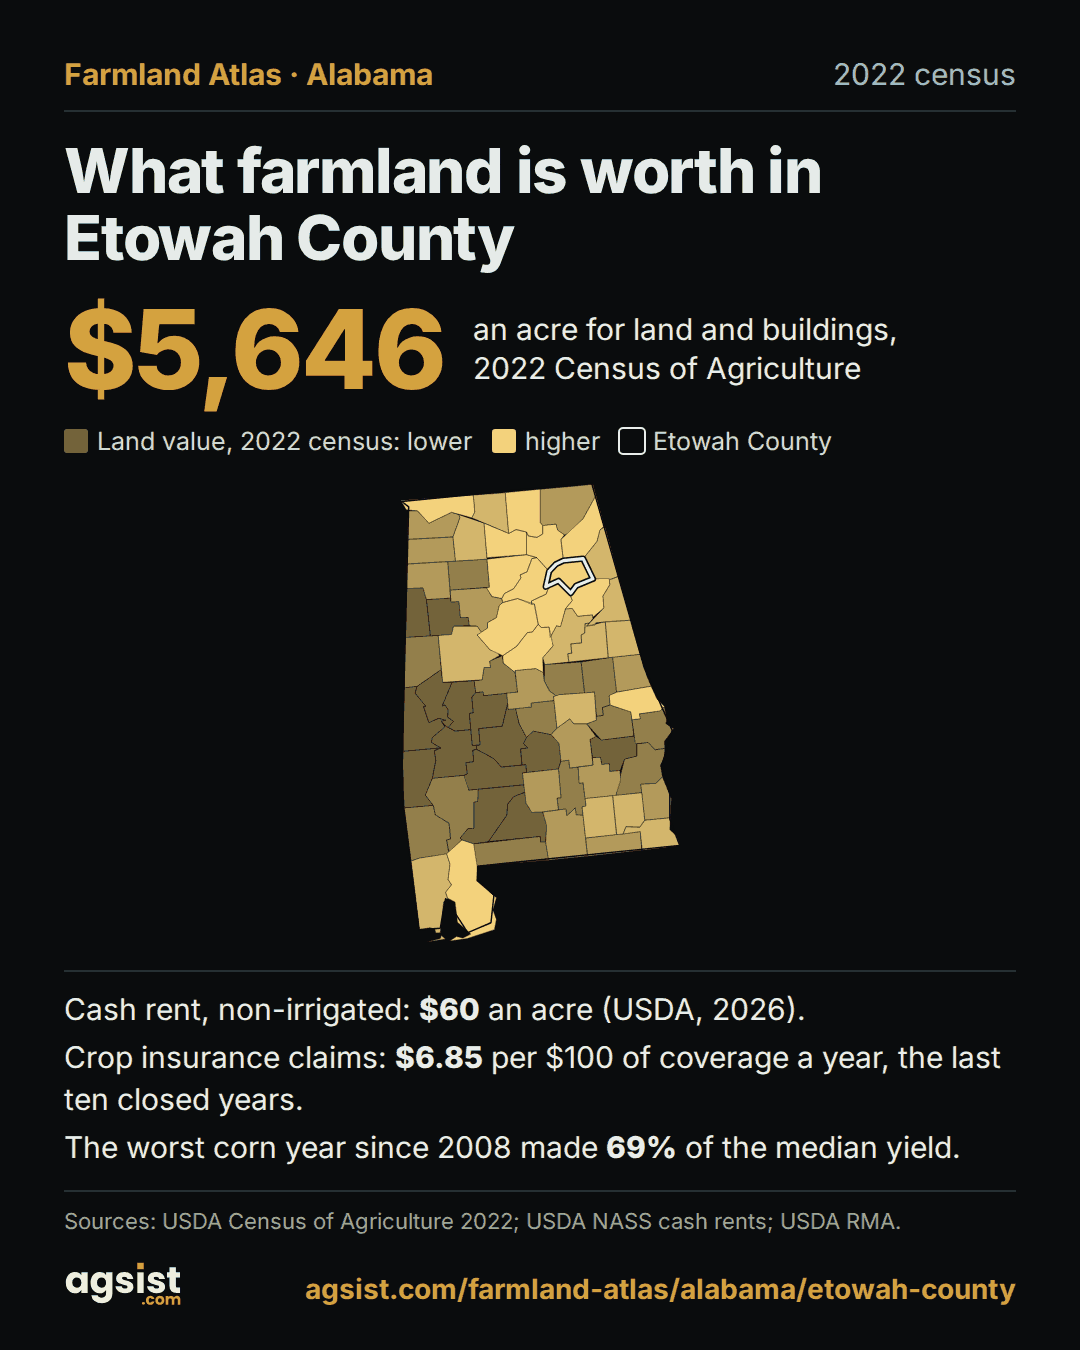 Farmland Atlas · Alabama
2022 census
What farmland is worth in
Etowah County
$5,646
an acre for land and buildings,
2022 Census of Agriculture
Land value, 2022 census: lower
higher
Etowah County
Cash rent, non-irrigated: $60 an acre (USDA, 2026).
Crop insurance claims: $6.85 per $100 of coverage a year, the last
ten closed years.
The worst corn year since 2008 made 69% of the median yield.
Sources: USDA Census of Agriculture 2022; USDA NASS cash rents; USDA RMA.
agsist
.com
agsist.com/farmland-atlas/alabama/etowah-county